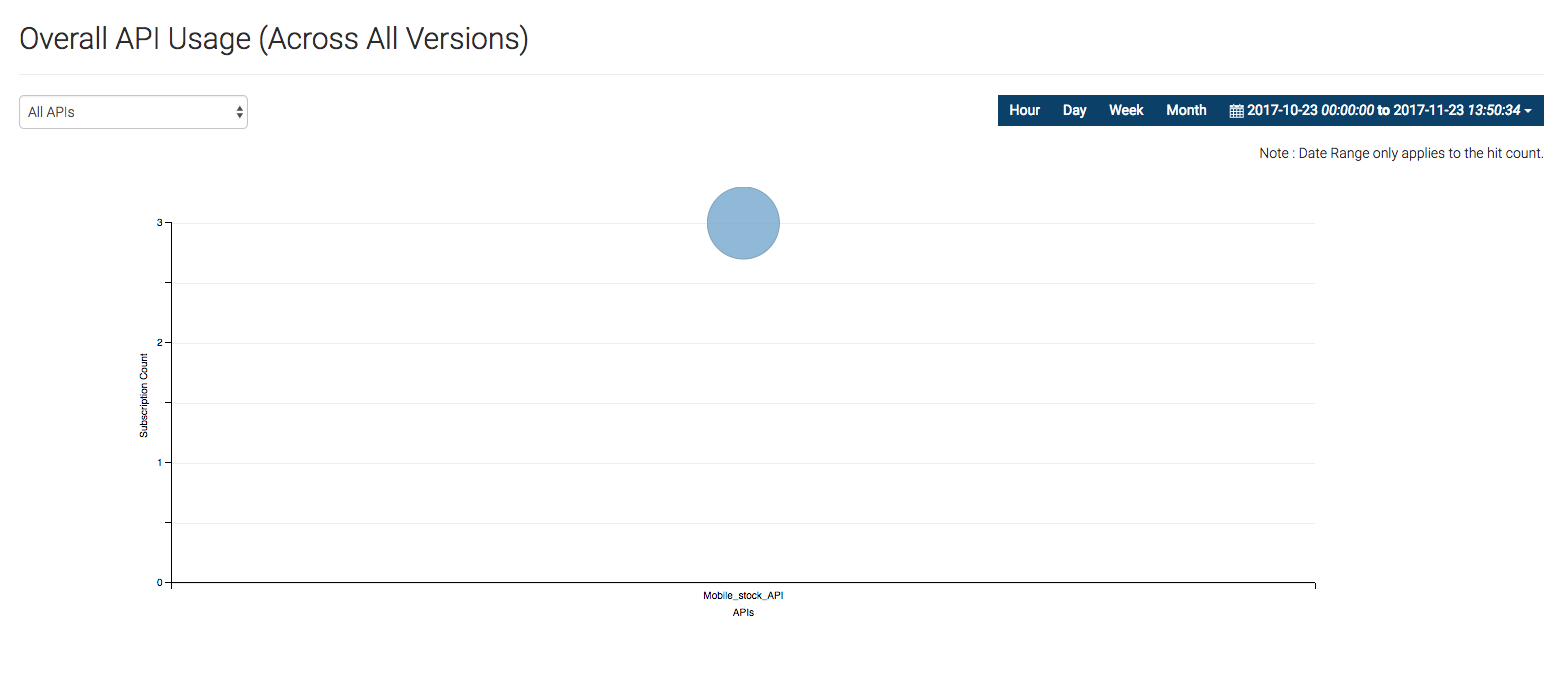 Overall API Usage (Across All Versions)
All APIs
Hour Day Week Month 2017-10-23 00:00:00 to 2017-11-23 13:50:34
Note : Date Range only applies to the hit count.
3
2
Subscription Count
1
0
Mobile_stock_API
APIs